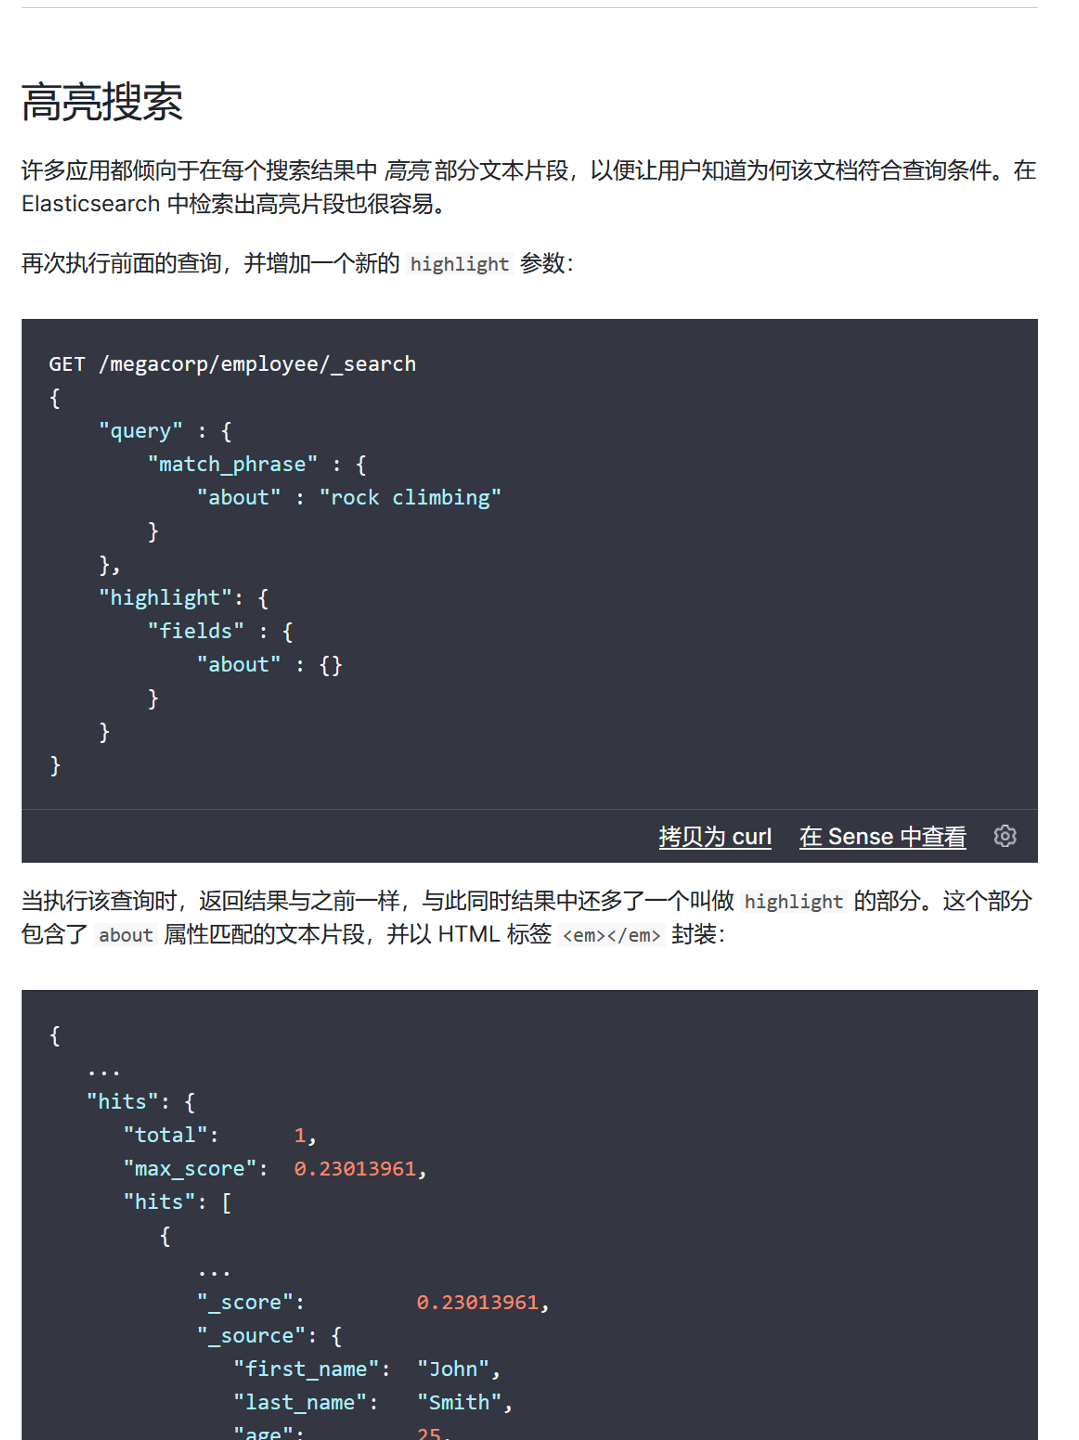 高亮搜索
许多应用都倾向于在每个搜索结果中 高亮 部分文本片段，以便让用户知道为何该文档符合查询条件。在
Elasticsearch 中检索出高亮片段也很容易。
再次执行前面的查询，并增加一个新的 highlight 参数：
GET /megacorp/employee/_search
{
    "query" : {
        "match_phrase" : {
            "about" : "rock climbing"
        }
    },
    "highlight": {
        "fields" : {
            "about" : {}
        }
    }
}
拷贝为 curl 在 Sense 中查看
当执行该查询时，返回结果与之前一样，与此同时结果中还多了一个叫做 highlight 的部分。这个部分
包含了 about 属性匹配的文本片段，并以 HTML 标签 <em></em> 封装：
{
   ...
   "hits": {
      "total":      1,
      "max_score":  0.23013961,
      "hits": [
         {
            ...
            "_score":         0.23013961,
            "_source": {
               "first_name":  "John",
               "last_name":   "Smith",
               "age":         25,